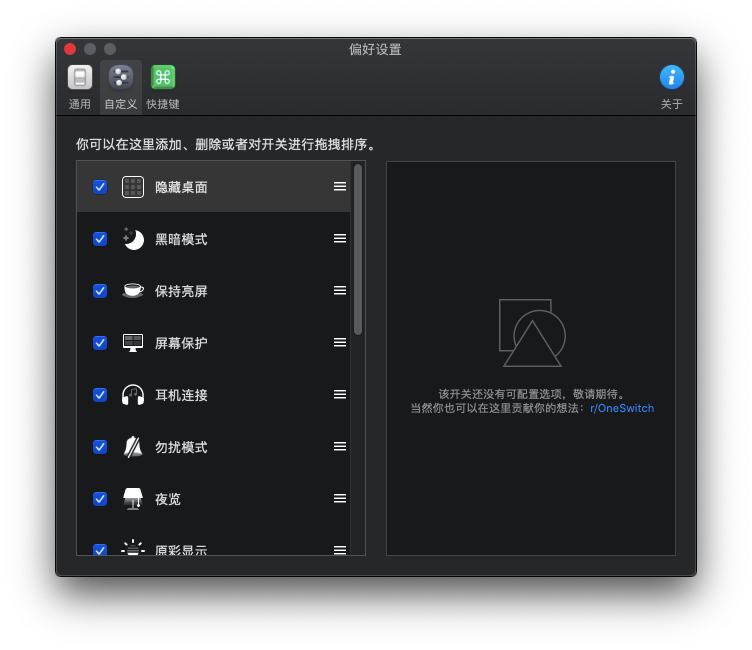 偏好设置
通用
自定义
快捷键
关于
你可以在这里添加、删除或者对开关进行拖拽排序。
隐藏桌面
黑暗模式
保持亮屏
屏幕保护
耳机连接
勿扰模式
夜览
原彩显示
该开关还没有可配置选项，敬请期待。
当然你也可以在这里贡献你的想法：r/OneSwitch